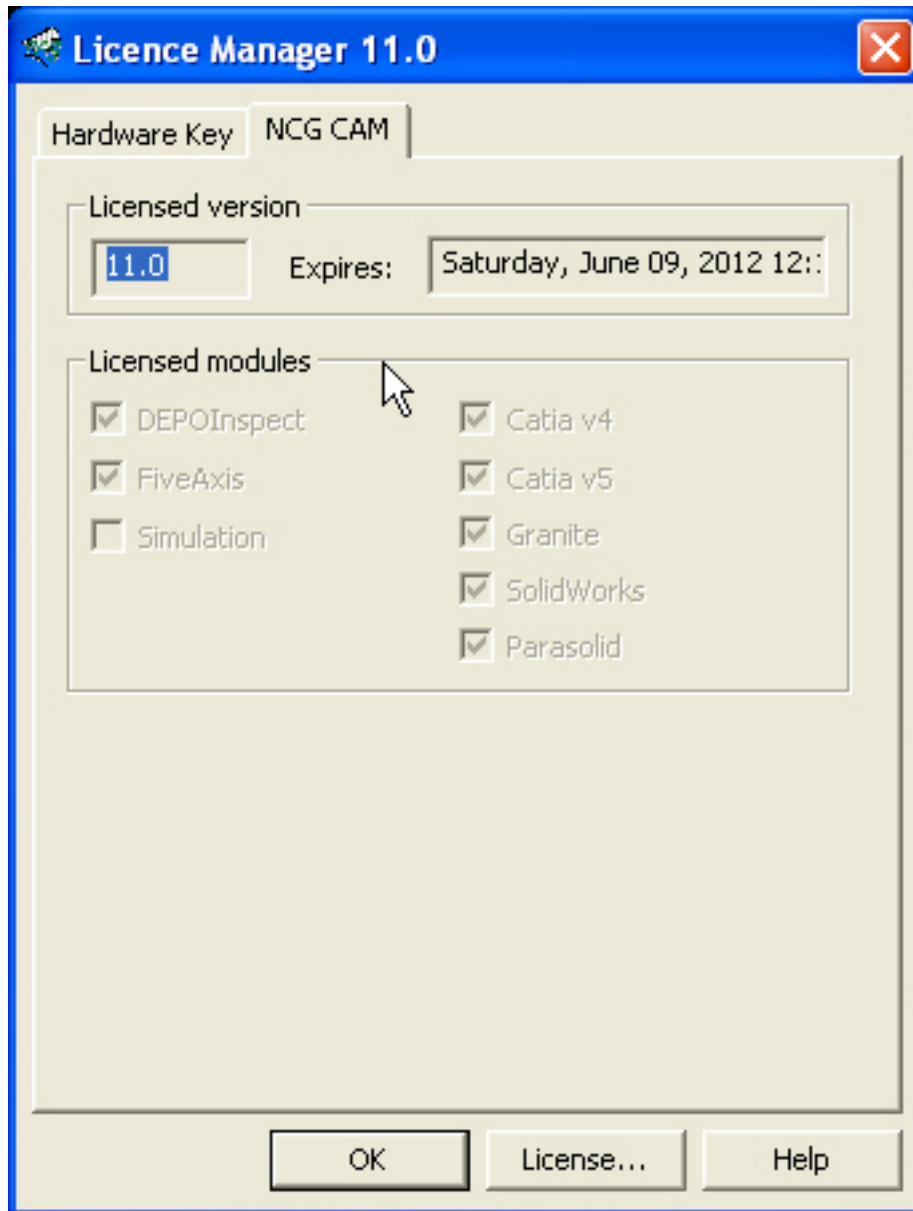 Licence Manager 11.0
Hardware Key NCG CAM
Licensed version
11.0 Expires: Saturday, June 09, 2012 12:
Licensed modules
DEPOInspect Catia v4
FiveAxis Catia v5
Simulation Granite
SolidWorks
Parasolid
OK License... Help